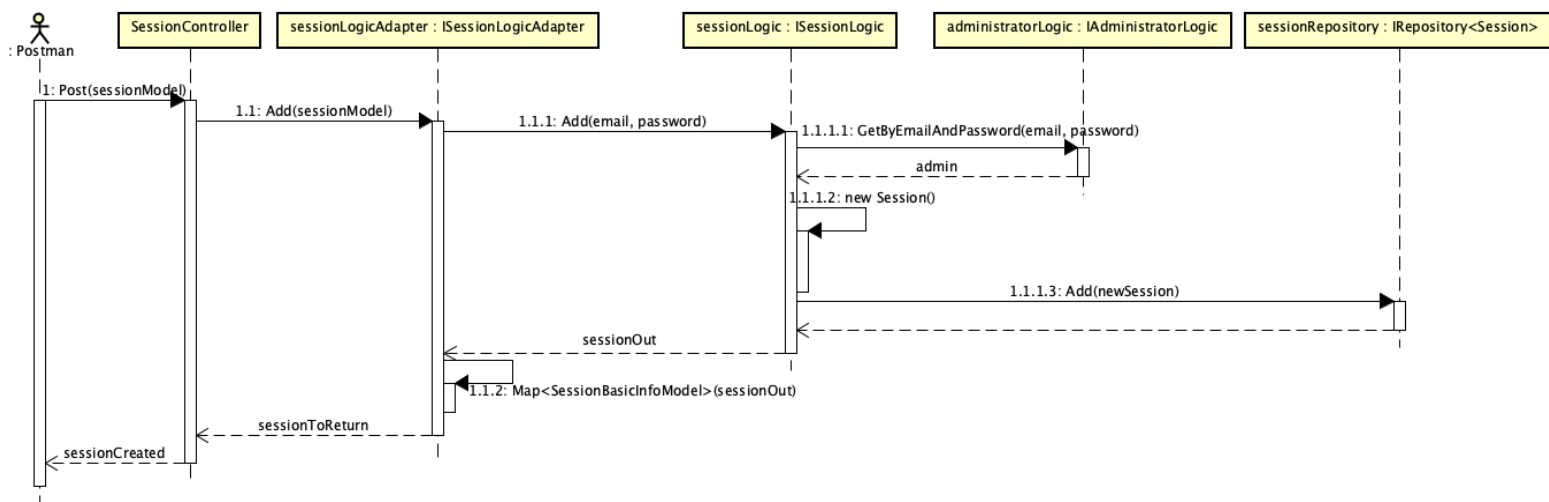 : Postman
SessionController
sessionLogicAdapter : ISessionLogicAdapter
sessionLogic : ISessionLogic
administratorLogic : IAdministratorLogic
sessionRepository : IRepository<Session>
1: Post(sessionModel)
1.1: Add(sessionModel)
1.1.1: Add(email, password)
1.1.1.1: GetByEmailAndPassword(email, password)
admin
1.1.1.2: new Session()
1.1.1.3: Add(newSession)
sessionOut
1.1.2: Map<SessionBasicInfoModel>(sessionOut)
sessionToReturn
sessionCreated